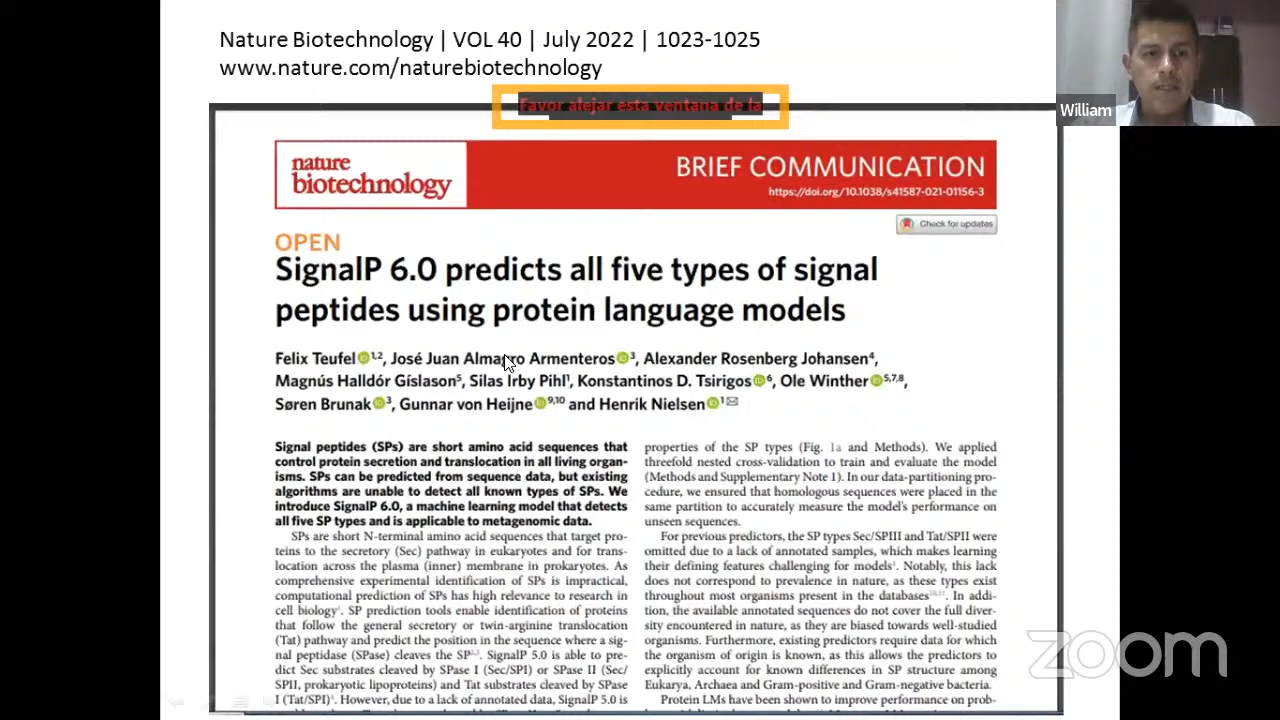 Nature Biotechnology | VOL 40 | July 2022 | 1023-1025
www.nature.com/naturebiotechnology
Favor alejar esta ventana de la
William
nature
biotechnology
BRIEF COMMUNICATION
https://doi.org/10.1038/s41587-021-01156-3
Check for updates
OPEN
SignalP 6.0 predicts all five types of signal
peptides using protein language models
Felix Teufel 1,2, José Juan Almagro Armenteros 3, Alexander Rosenberg Johansen4,
Magnús Halldór Gíslason5, Silas Irby Pihl1, Konstantinos D. Tsirigos 6, Ole Winther 5,7,8,
Søren Brunak 3, Gunnar von Heijne 9,10 and Henrik Nielsen 1
Signal peptides (SPs) are short amino acid sequences that
control protein secretion and translocation in all living organ-
isms. SPs can be predicted from sequence data, but existing
algorithms are unable to detect all known types of SPs. We
introduce SignalP 6.0, a machine learning model that detects
all five SP types and is applicable to metagenomic data.
SPs are short N-terminal amino acid sequences that target pro-
teins to the secretory (Sec) pathway in eukaryotes and for trans-
location across the plasma (inner) membrane in prokaryotes. As
comprehensive experimental identification of SPs is impractical,
computational prediction of SPs has high relevance to research in
cell biology1. SP prediction tools enable identification of proteins
that follow the general secretory or twin-arginine translocation
(Tat) pathway and predict the position in the sequence where a sig-
nal peptidase (SPase) cleaves the SP. SignalP 5.0 is able to pre-
dict Sec substrates cleaved by SPase I (Sec/SPI) or SPase II (Sec/
SPII, prokaryotic lipoproteins) and Tat substrates cleaved by SPase
I (Tat/SPI)4. However, due to a lack of annotated data, SignalP 5.0 is
properties of the SP types (Fig. 1a and Methods). We applied
threefold nested cross-validation to train and evaluate the model
(Methods and Supplementary Note 1). In our data-partitioning pro-
cedure, we ensured that homologous sequences were placed in the
same partition to accurately measure the model's performance on
unseen sequences.
For previous predictors, the SP types Sec/SPIII and Tat/SPII were
omitted due to a lack of annotated samples, which makes learning
their defining features challenging for models4. Notably, this lack
does not correspond to prevalence in nature, as these types exist
throughout most organisms present in the databases. In addi-
tion, the available annotated sequences do not cover the full diver-
sity encountered in nature, as they are biased towards well-studied
organisms. Furthermore, existing predictors require data for which
the organism of origin is known, as this allows the predictors to
explicitly account for known differences in SP structure among
Eukarya, Archaea and Gram-positive and Gram-negative bacteria.
Protein LMs have been shown to improve performance on prob-
zoom